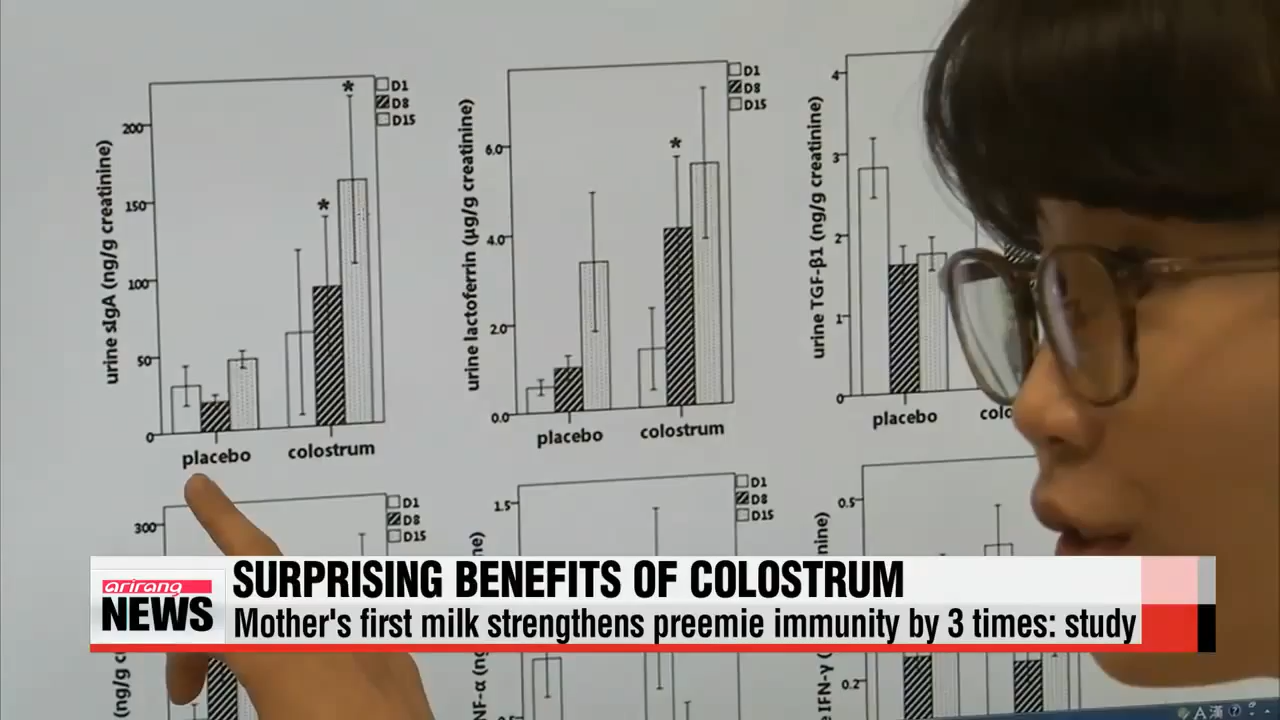 D1
D8
D15
200
150
100
50
0
urine sIgA (ng/g creatinine)
*
*
placebo
colostrum
D1
D8
D15
6.0
4.0
2.0
0.0
urine lactoferrin (μg/g creatinine)
*
placebo
colostrum
4
3
2
1
0
urine TGF-β1 (ng/g creatinine)
placebo
colo
D1
D8
D15
300
D1
D8
D15
1.5
0.5
0.2
arirang
NEWS
SURPRISING BENEFITS OF COLOSTRUM
Mother's first milk strengthens preemie immunity by 3 times: study
A漢